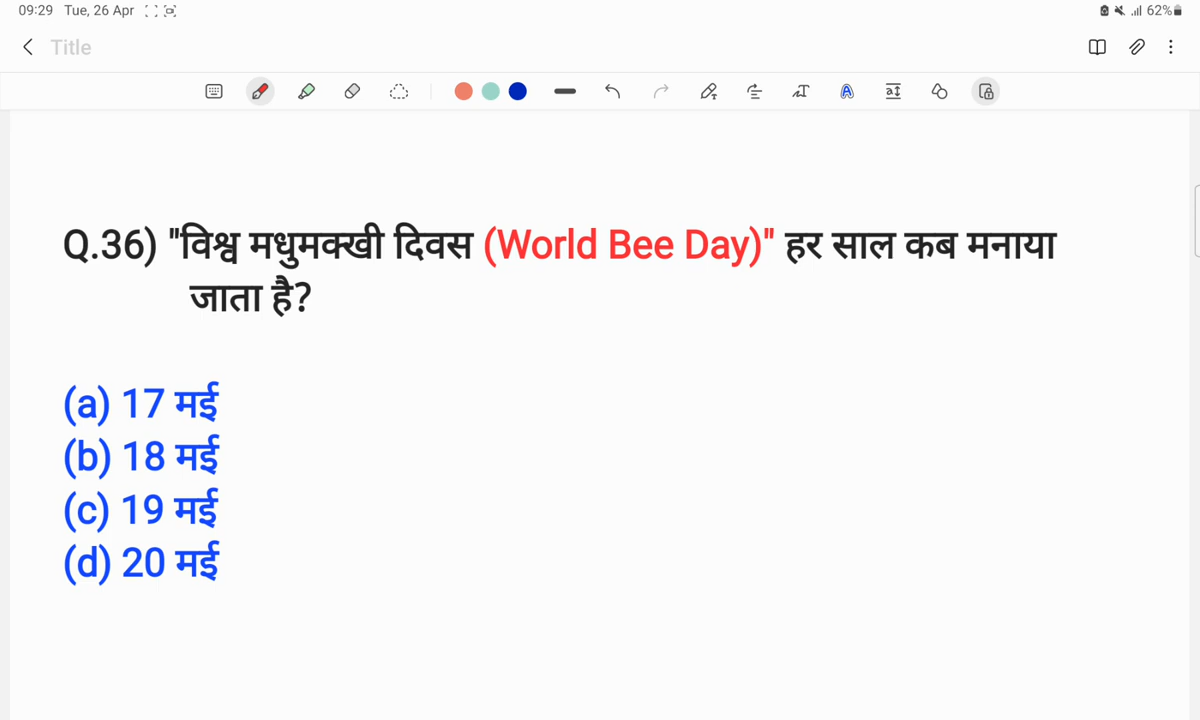 09:29 Tue, 26 Apr 62%
Title
Q.36) "विश्व मधुमक्खी दिवस (World Bee Day)" हर साल कब मनाया
जाता है?
(a) 17 मई
(b) 18 मई
(c) 19 मई
(d) 20 मई